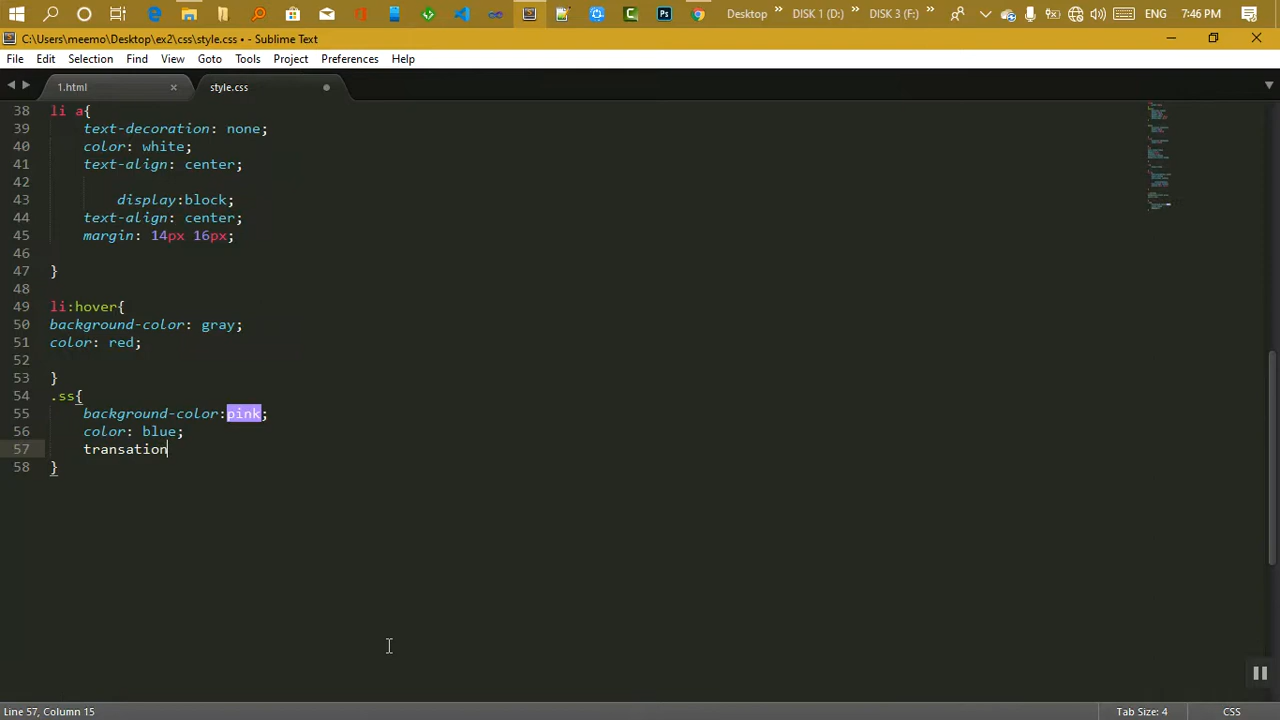 Desktop
DISK 1 (D:)
DISK 3 (F:)
ENG
7:46 PM
C:\Users\meemo\Desktop\ex2\css\style.css • - Sublime Text
File Edit Selection Find View Goto Tools Project Preferences Help
1.html
style.css
38 li a{
39 text-decoration: none;
40 color: white;
41 text-align: center;
42
43 display:block;
44 text-align: center;
45 margin: 14px 16px;
46
47 }
48
49 li:hover{
50 background-color: gray;
51 color: red;
52
53 }
54 .ss{
55 background-color:pink;
56 color: blue;
57 transation
58 }
Line 57, Column 15
Tab Size: 4
CSS